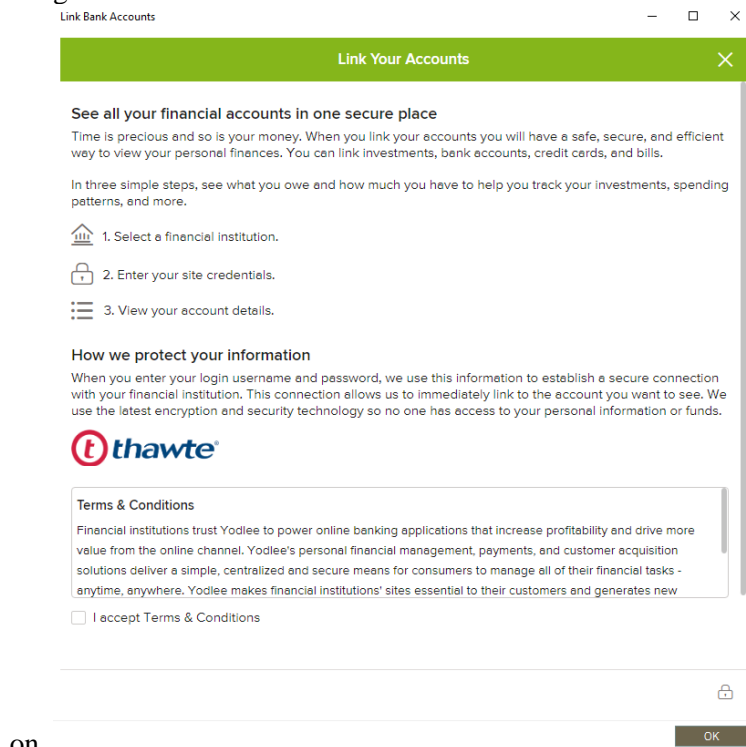 Link Bank Accounts
Link Your Accounts
See all your financial accounts in one secure place
Time is precious and so is your money. When you link your accounts you will have a safe, secure, and efficient
way to view your personal finances. You can link investments, bank accounts, credit cards, and bills.
In three simple steps, see what you owe and how much you have to help you track your investments, spending
patterns, and more.
1. Select a financial institution.
2. Enter your site credentials.
3. View your account details.
How we protect your information
When you enter your login username and password, we use this information to establish a secure connection
with your financial institution. This connection allows us to immediately link to the account you want to see. We
use the latest encryption and security technology so no one has access to your personal information or funds.
thawte
Terms & Conditions
Financial institutions trust Yodlee to power online banking applications that increase profitability and drive more
value from the online channel. Yodlee's personal financial management, payments, and customer acquisition
solutions deliver a simple, centralized and secure means for consumers to manage all of their financial tasks -
anytime, anywhere. Yodlee makes financial institutions' sites essential to their customers and generates new
I accept Terms & Conditions
OK
on